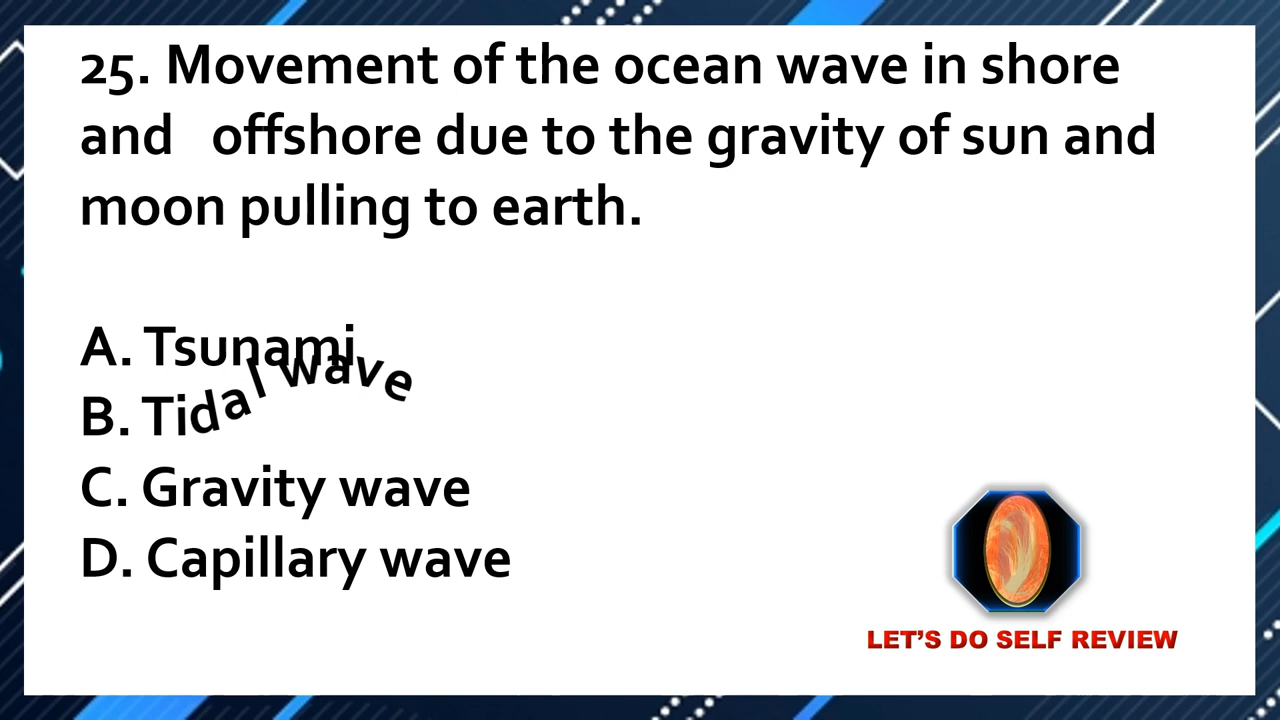 25. Movement of the ocean wave in shore
and offshore due to the gravity of sun and
moon pulling to earth.
A. Tsunami
B. Tidal wave
C. Gravity wave
D. Capillary wave
LET'S DO SELF REVIEW